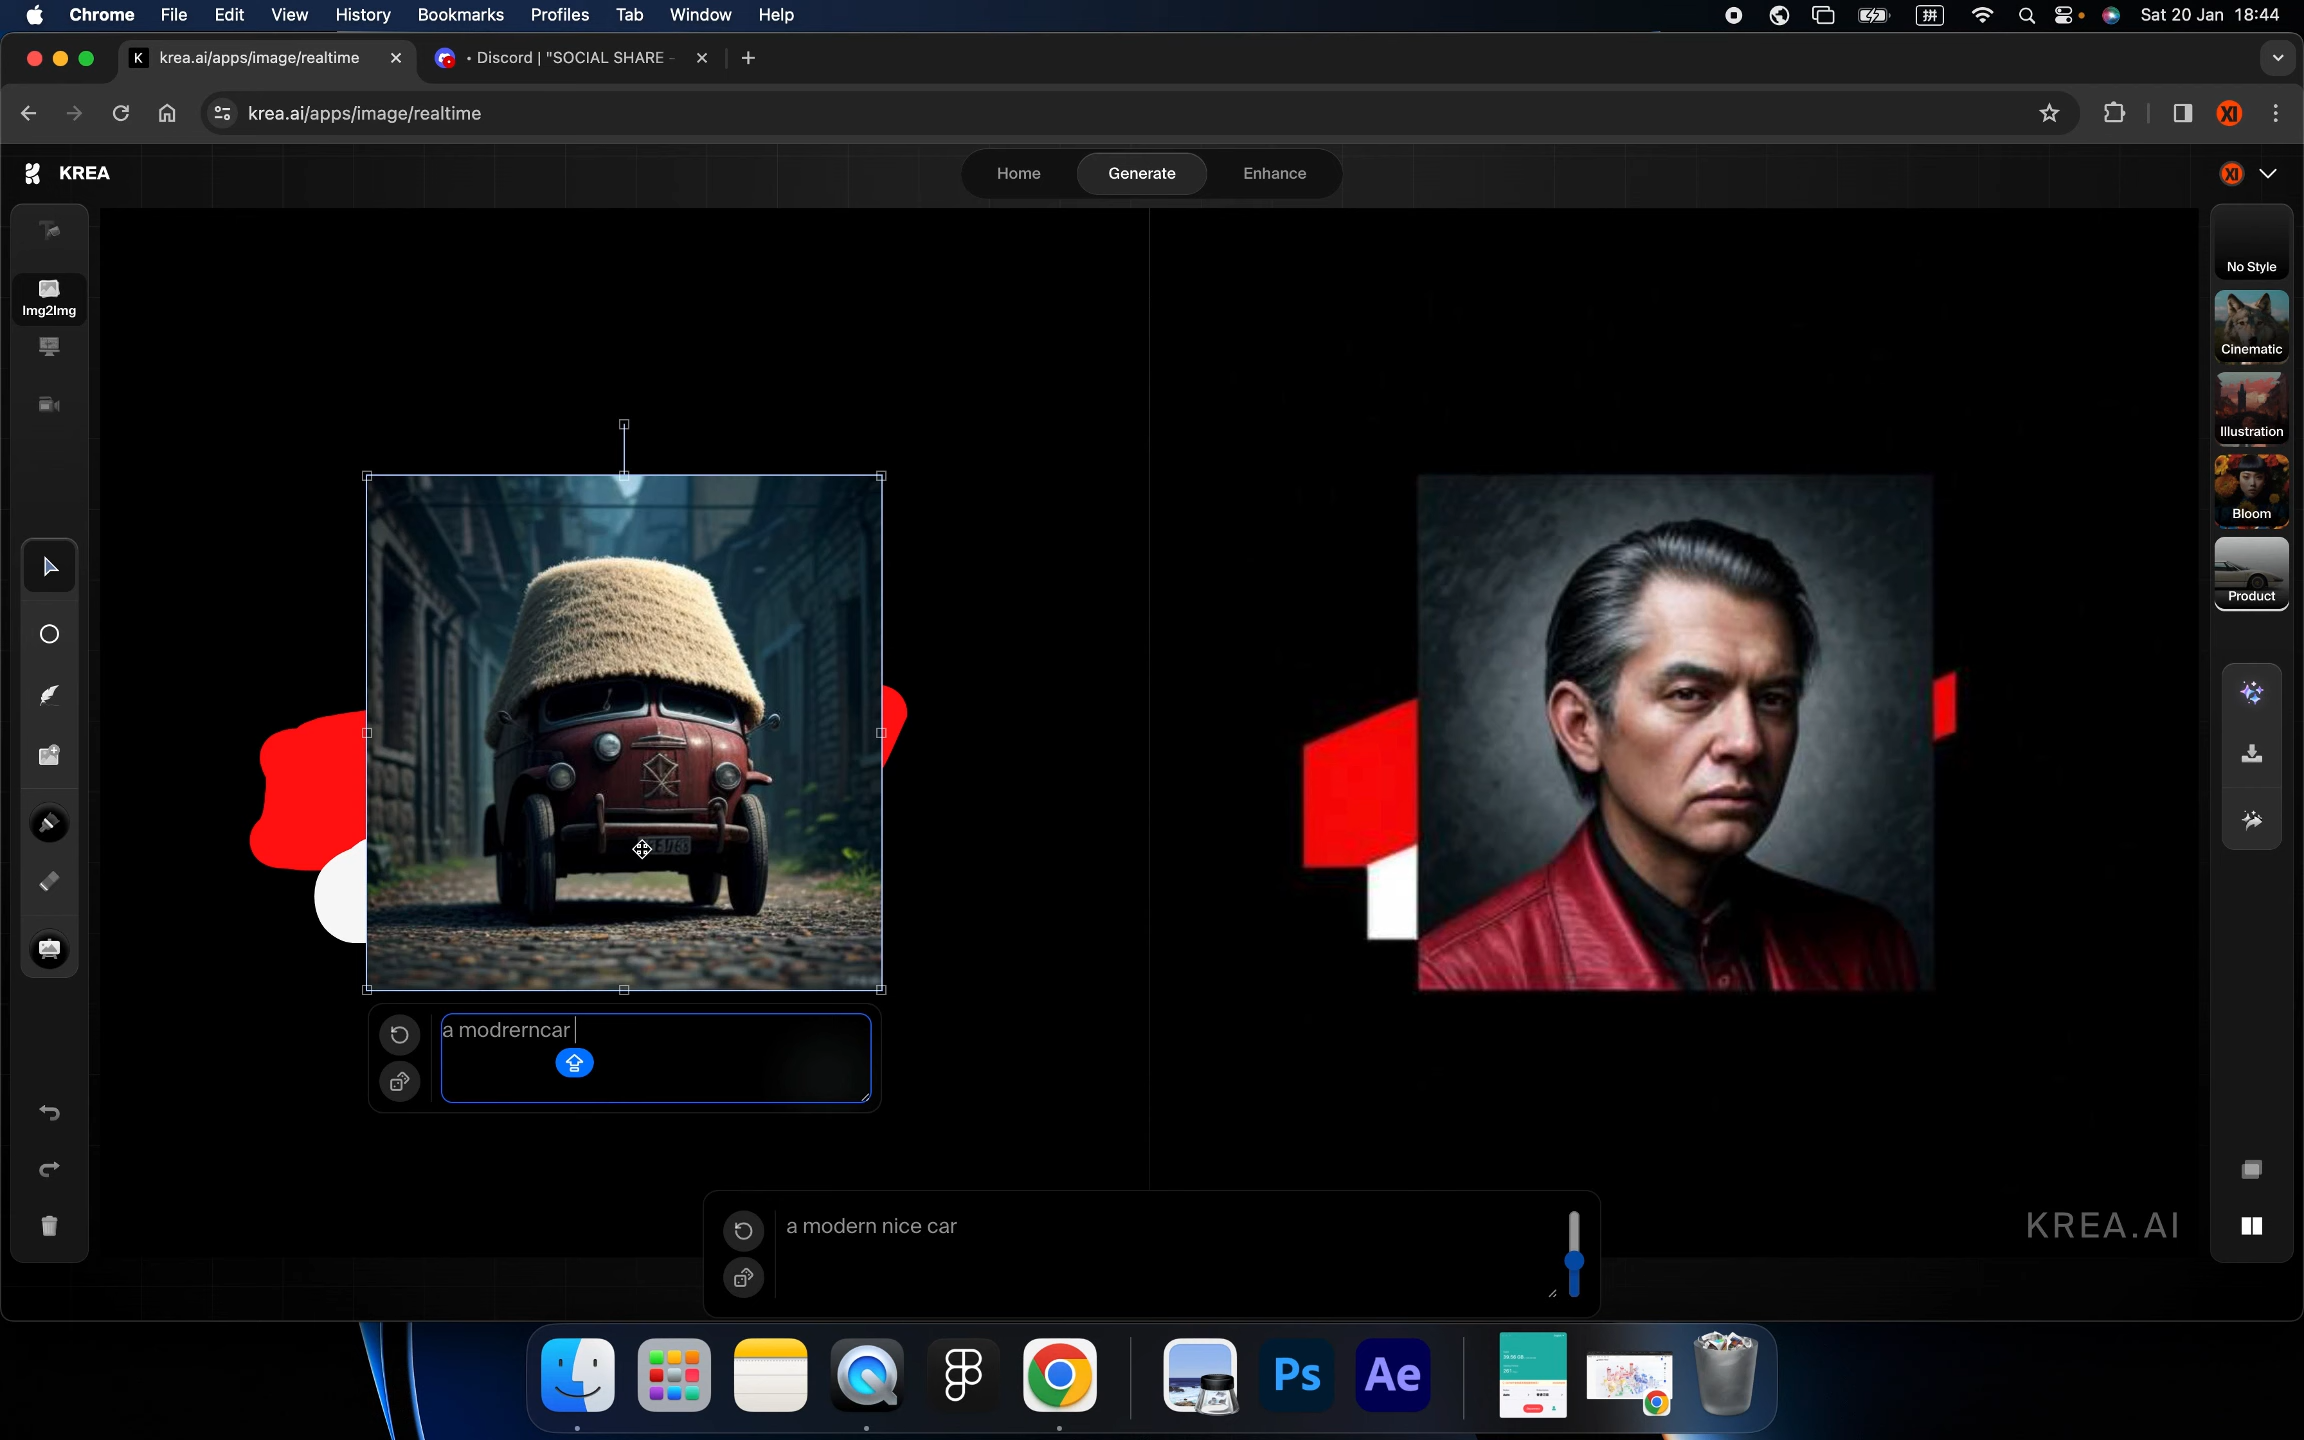 Chrome File Edit View History Bookmarks Profiles Tab Window Help
Sat 20 Jan 18:44
K krea.ai/apps/image/realtime
• Discord | "SOCIAL SHARE -
krea.ai/apps/image/realtime
XI
KREA
Home Generate Enhance
XI
Img2Img
No Style
Cinematic
Illustration
Bloom
Product
a modrerncar
a modern nice car
KREA.AI
Ps
Ae